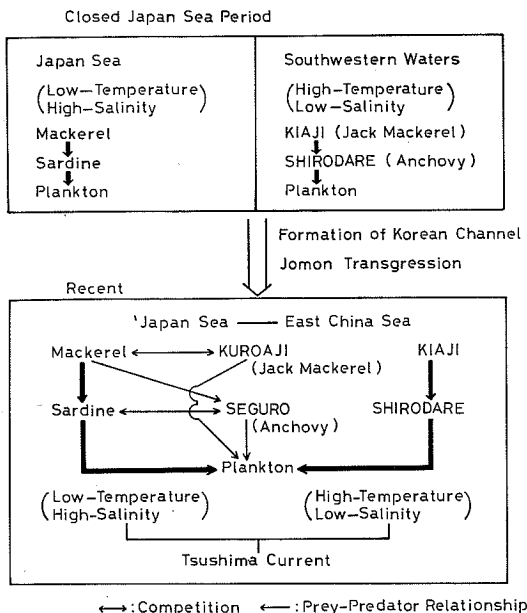 Closed Japan Sea Period
Japan Sea
(Low-Temperature
High-Salinity)
Mackerel
Sardine
Plankton
Southwestern Waters
(High-Temperature
Low-Salinity)
KIAJI (Jack Mackerel)
SHIRODARE (Anchovy)
Plankton
Formation of Korean Channel
Jomon Transgression
Recent
'Japan Sea — East China Sea
Mackerel KUROAJI KIAJI
(Jack Mackerel)
Sardine SEGURO SHIRODARE
(Anchovy)
Plankton
(Low-Temperature
High-Salinity)
(High-Temperature
Low-Salinity)
Tsushima Current
↔:Competition ←:Prey-Predator Relationship